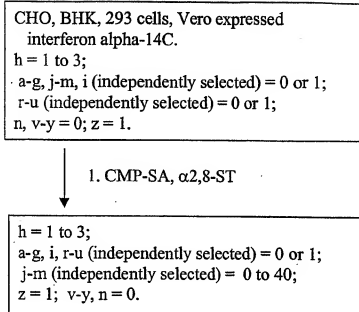 CHO, BHK, 293 cells, Vero expressed
interferon alpha-14C.
h = 1 to 3;
a-g, j-m, i (independently selected) = 0 or 1;
r-u (independently selected) = 0 or 1;
n, v-y = 0; z = 1.
1. CMP-SA, α2,8-ST
h = 1 to 3;
a-g, i, r-u (independently selected) = 0 or 1;
j-m (independently selected) = 0 to 40;
z = 1; v-y, n = 0.